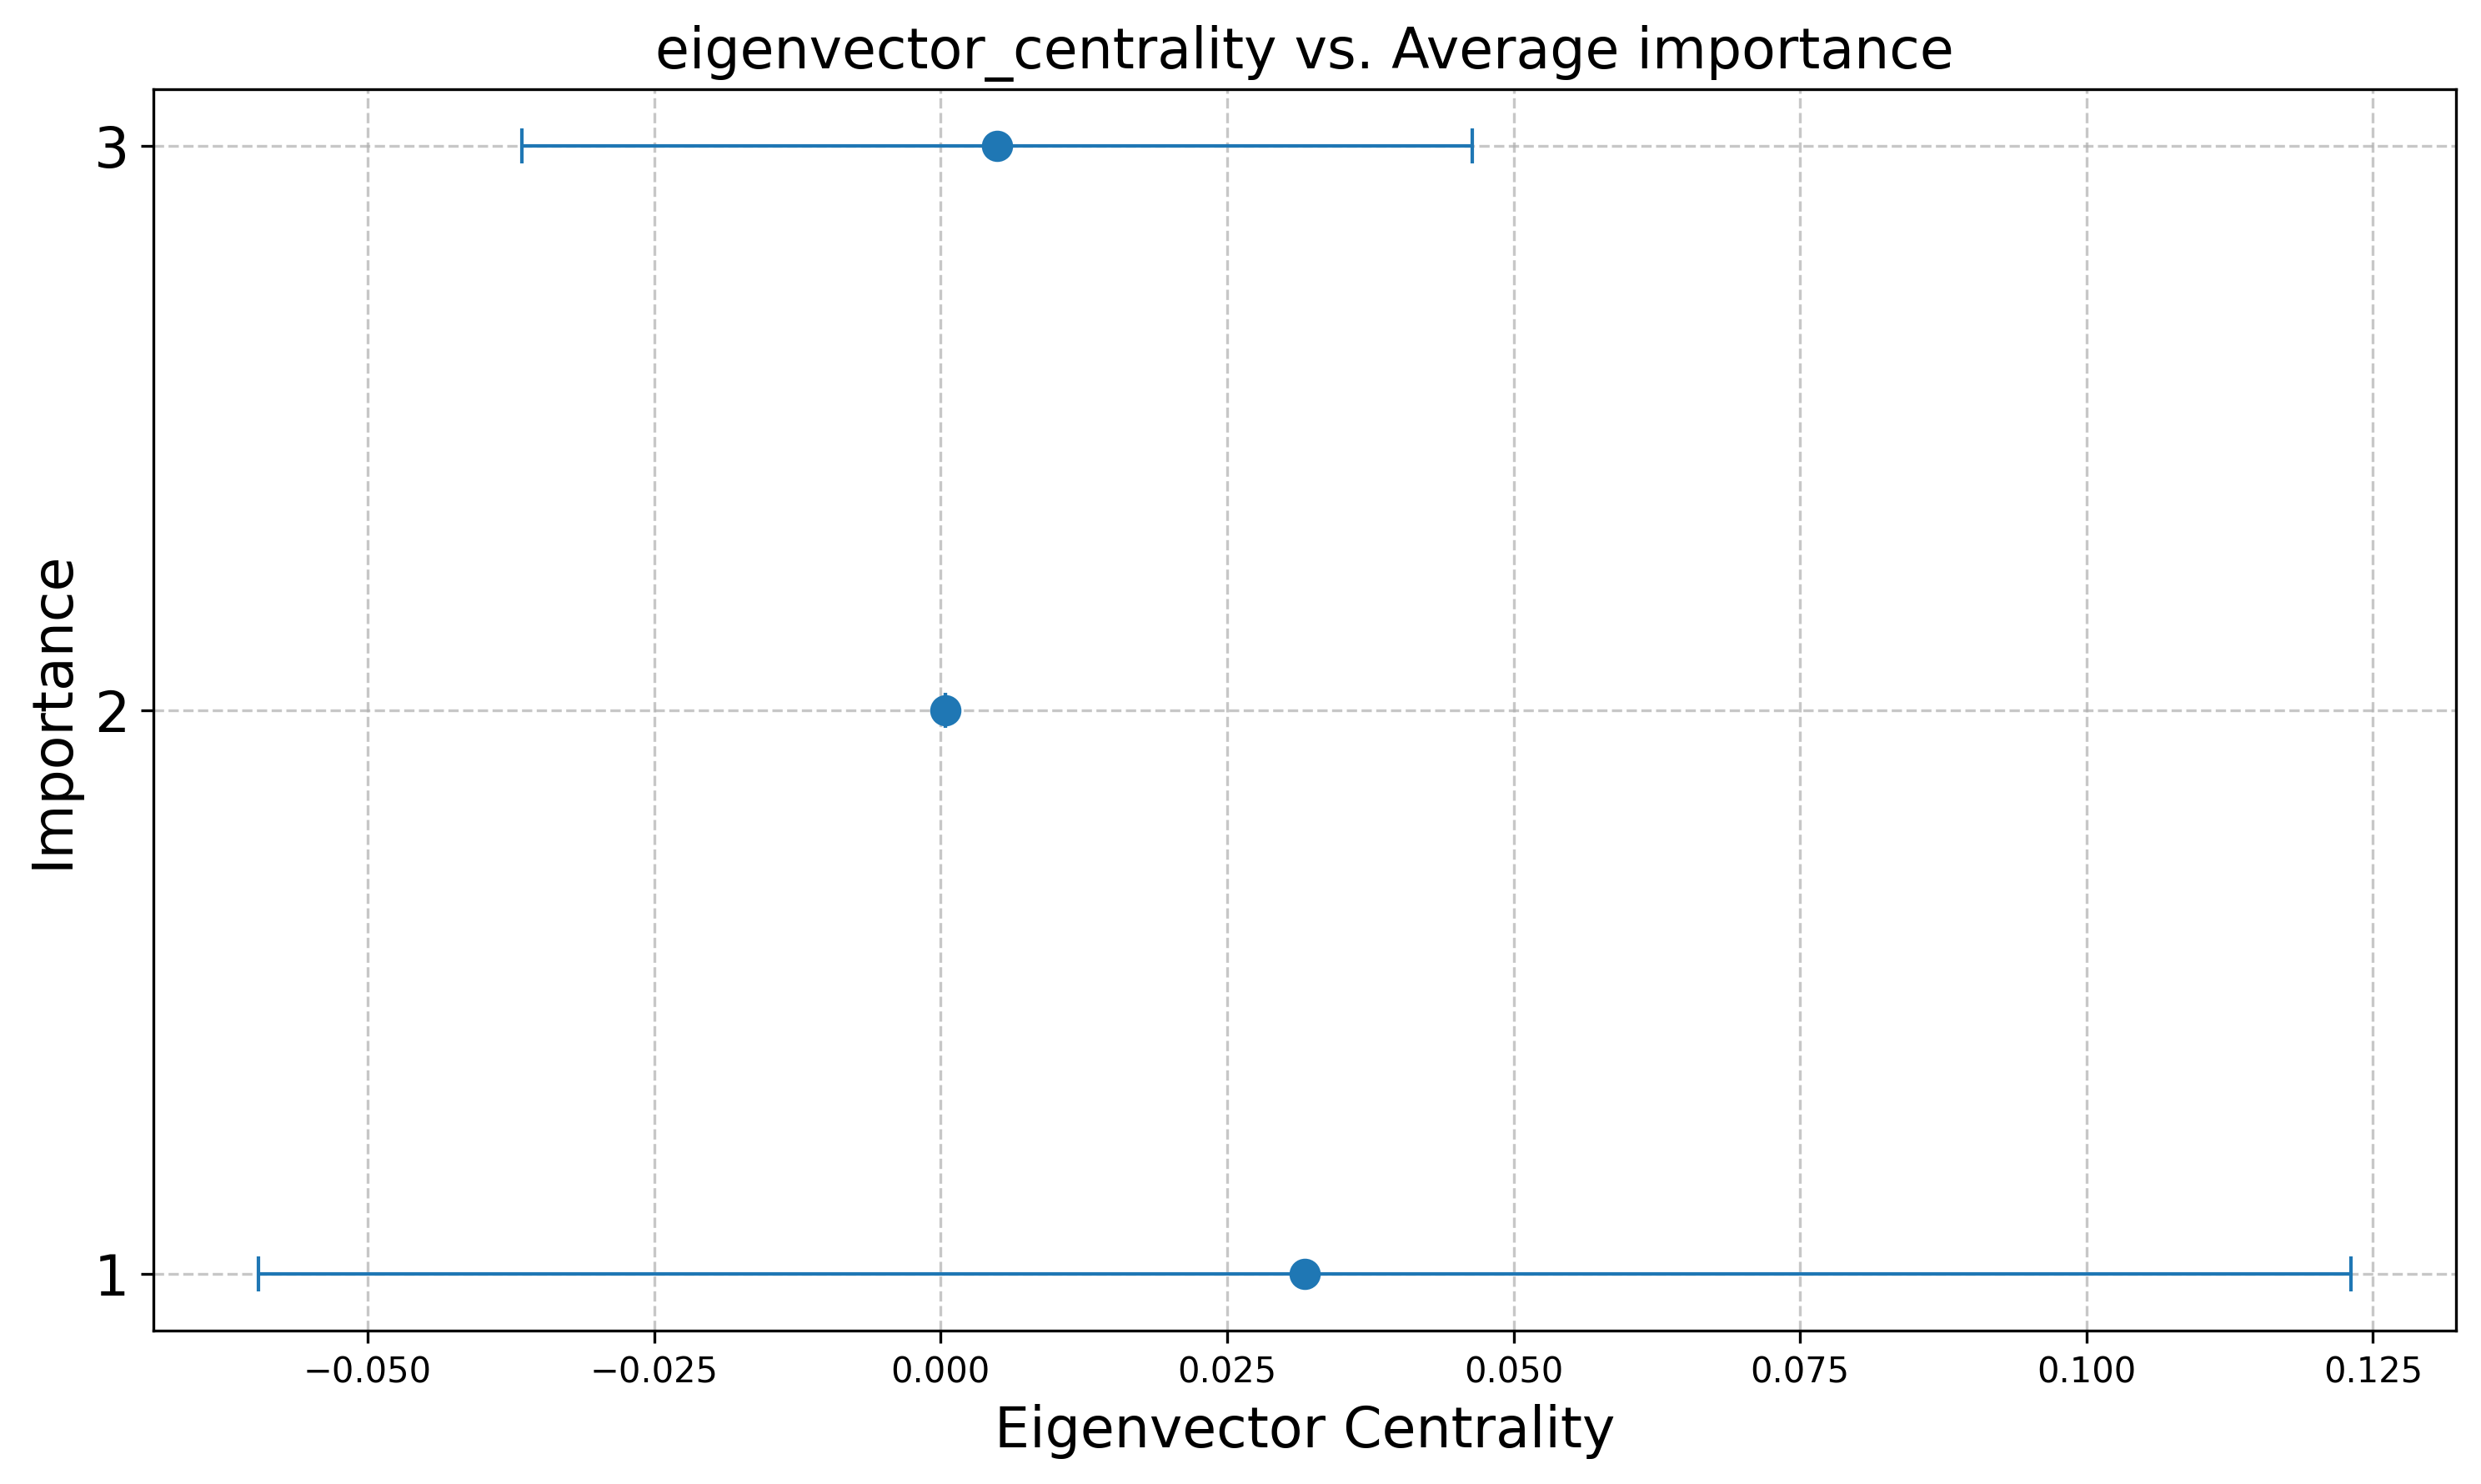 eigenvector_centrality vs. Average importance
3
2
1
Importance
−0.050 −0.025 0.000 0.025 0.050 0.075 0.100 0.125
Eigenvector Centrality